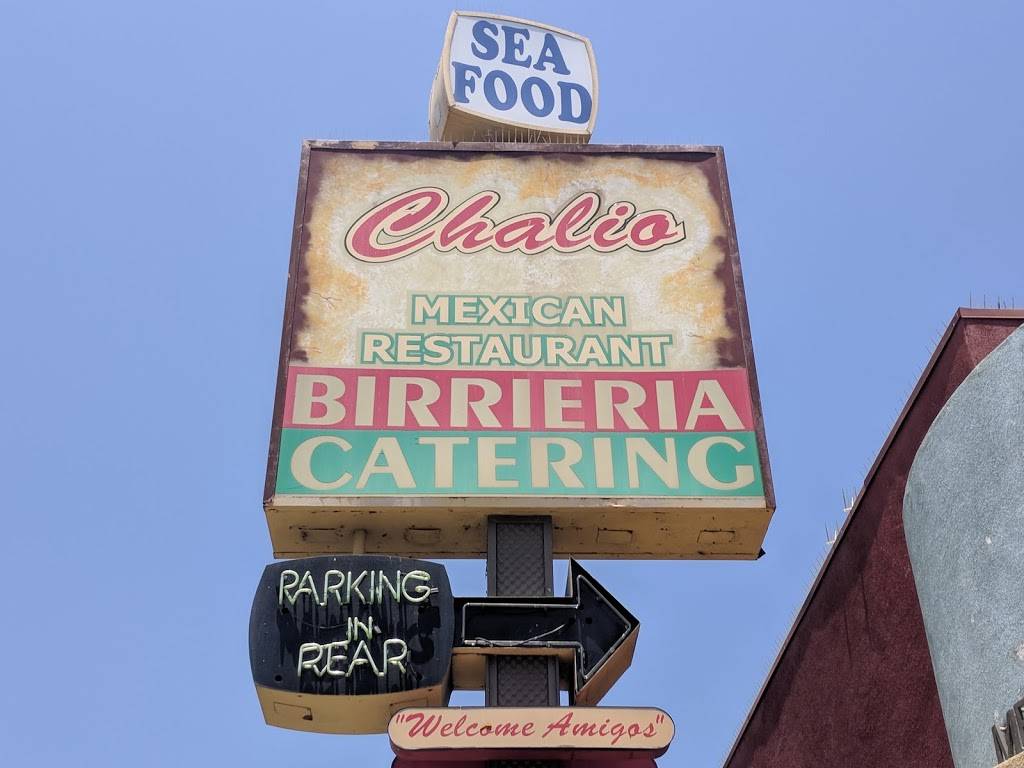 SEA
FOOD
Chalio
MEXICAN
RESTAURANT
BIRRIERIA
CATERING
PARKING
IN
REAR
"Welcome Amigos"